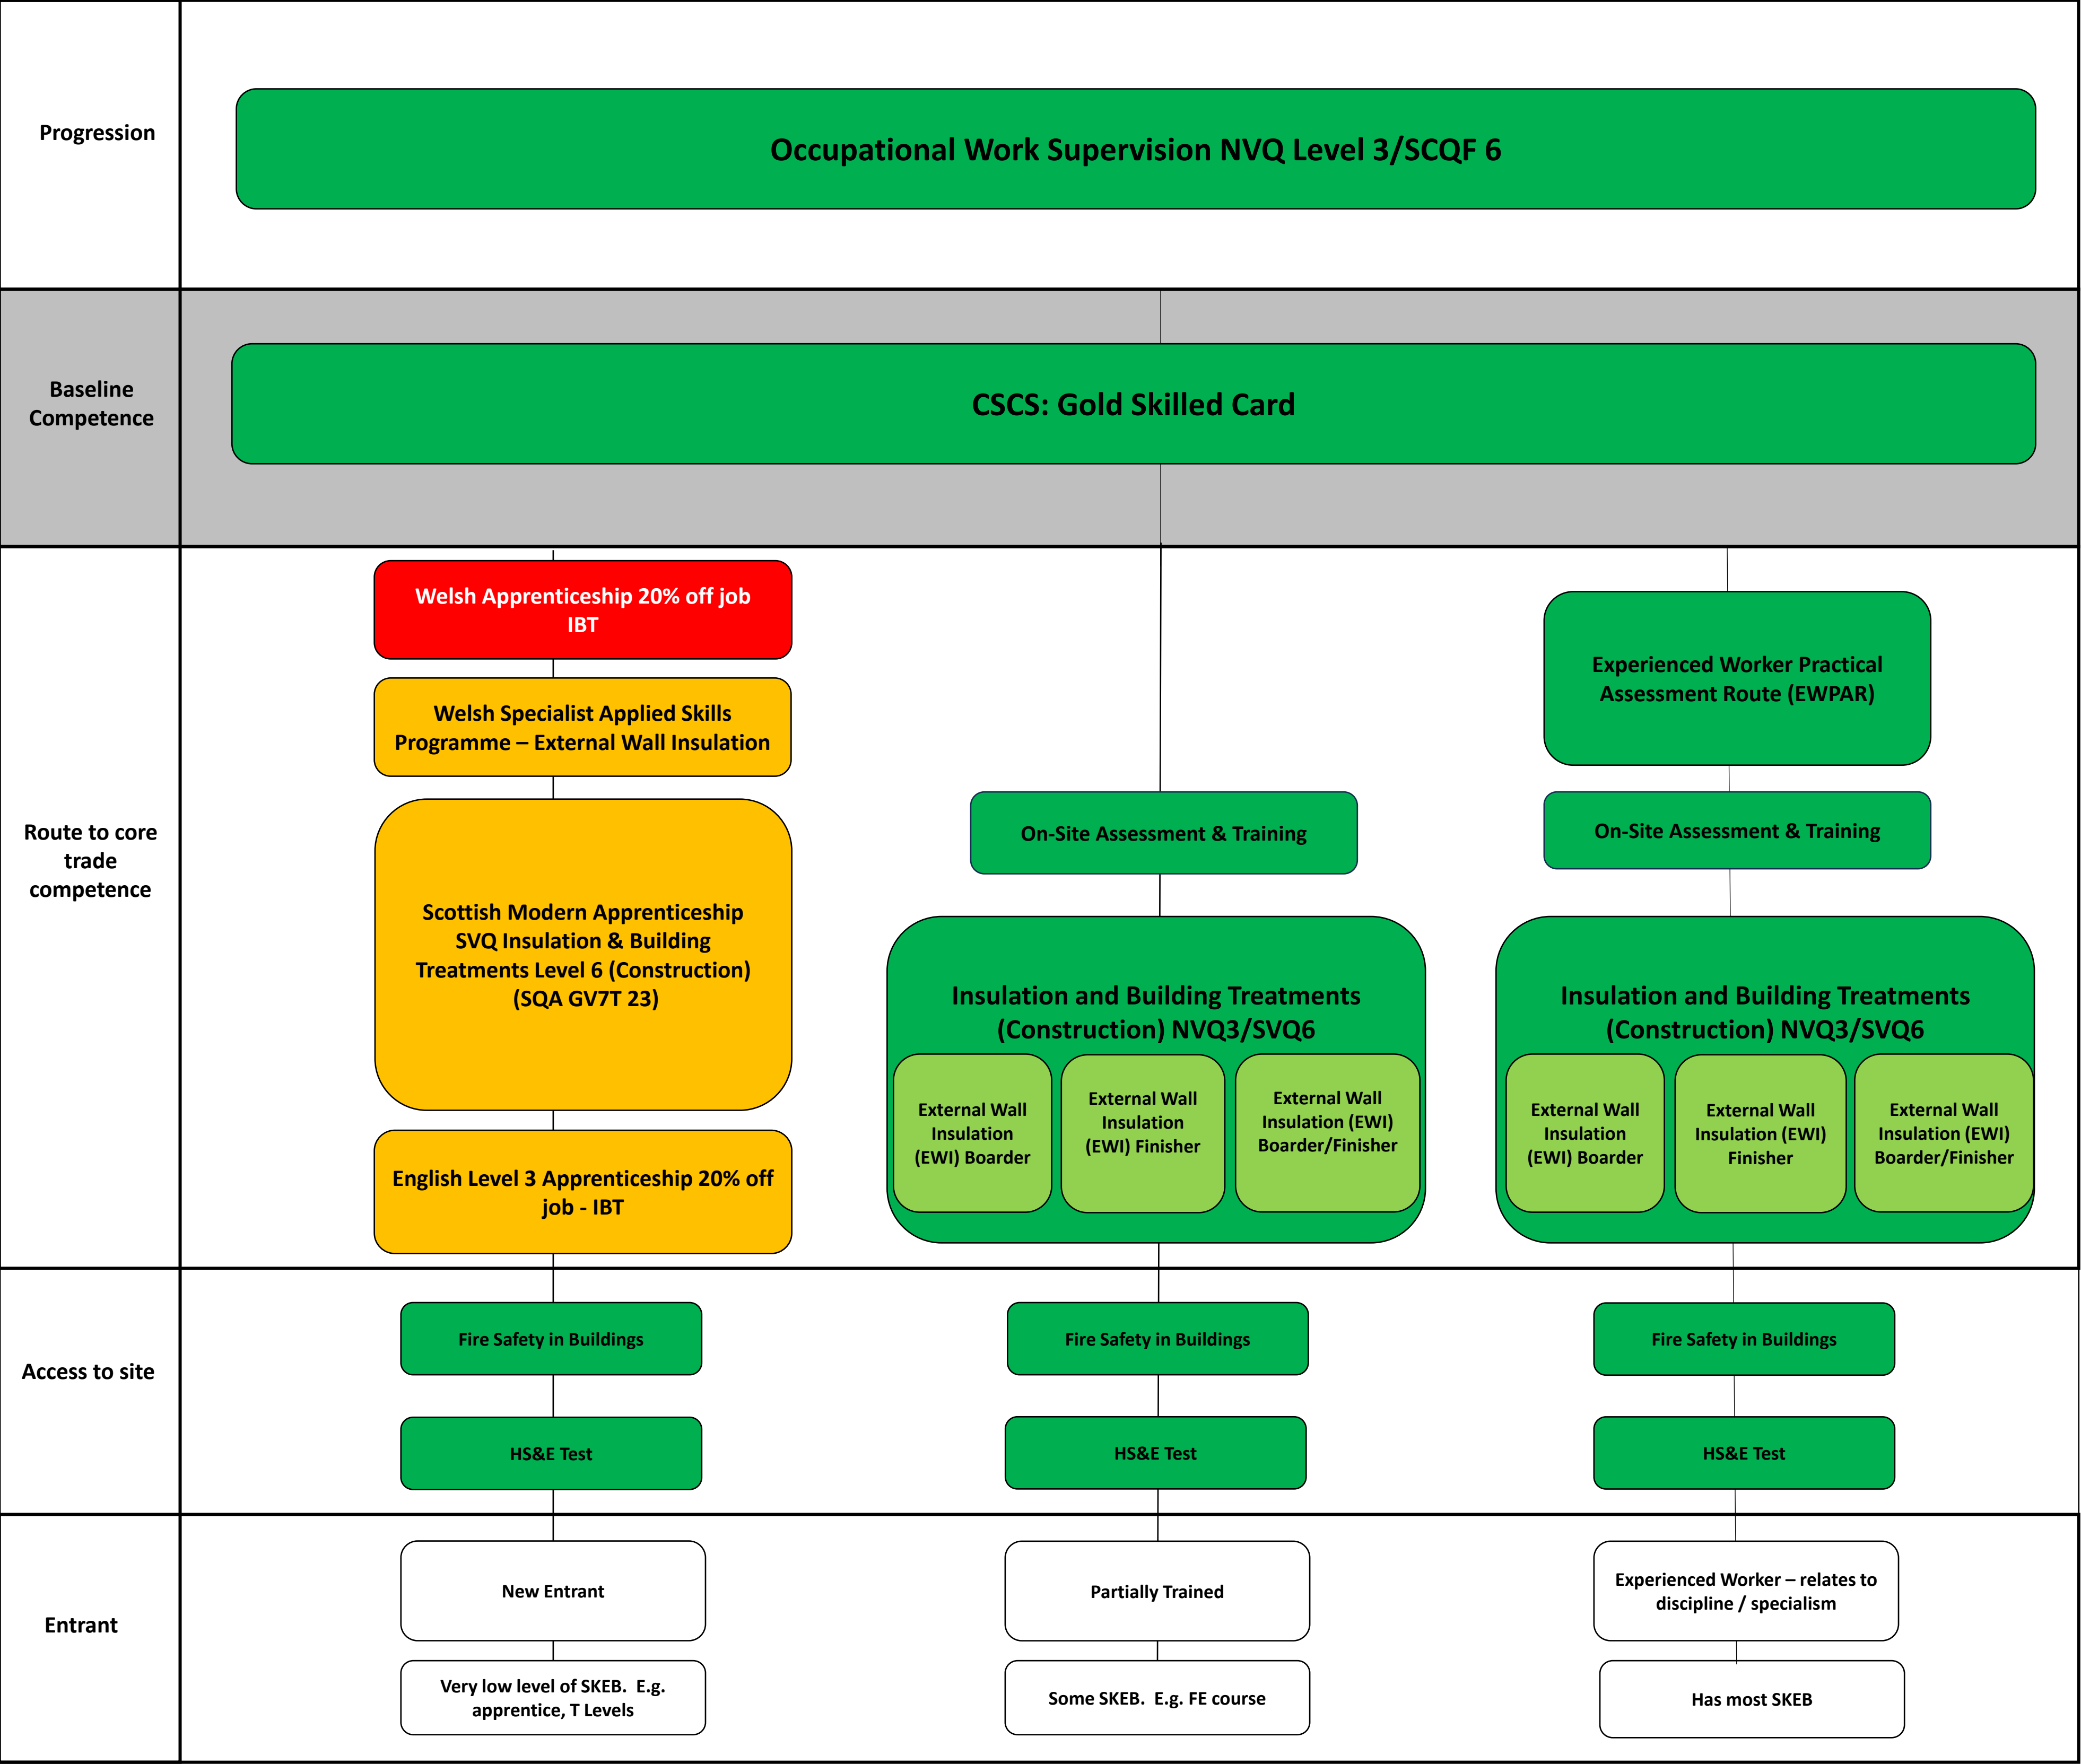 Progression
Occupational Work Supervision NVQ Level 3/SCQF 6
Baseline
Competence
CSCS: Gold Skilled Card
Route to core
trade
competence
Welsh Apprenticeship 20% off job
IBT
Welsh Specialist Applied Skills
Programme – External Wall Insulation
Scottish Modern Apprenticeship
SVQ Insulation & Building
Treatments Level 6 (Construction)
(SQA GV7T 23)
English Level 3 Apprenticeship 20% off
job - IBT
On-Site Assessment & Training
Insulation and Building Treatments
(Construction) NVQ3/SVQ6
External Wall
Insulation
(EWI) Boarder
External Wall
Insulation
(EWI) Finisher
External Wall
Insulation (EWI)
Boarder/Finisher
Experienced Worker Practical
Assessment Route (EWPAR)
On-Site Assessment & Training
Insulation and Building Treatments
(Construction) NVQ3/SVQ6
External Wall
Insulation
(EWI) Boarder
External Wall
Insulation (EWI)
Finisher
External Wall
Insulation (EWI)
Boarder/Finisher
Access to site
Fire Safety in Buildings
Fire Safety in Buildings
Fire Safety in Buildings
HS&E Test
HS&E Test
HS&E Test
Entrant
New Entrant
Partially Trained
Experienced Worker – relates to
discipline / specialism
Very low level of SKEB.  E.g.
apprentice, T Levels
Some SKEB.  E.g. FE course
Has most SKEB